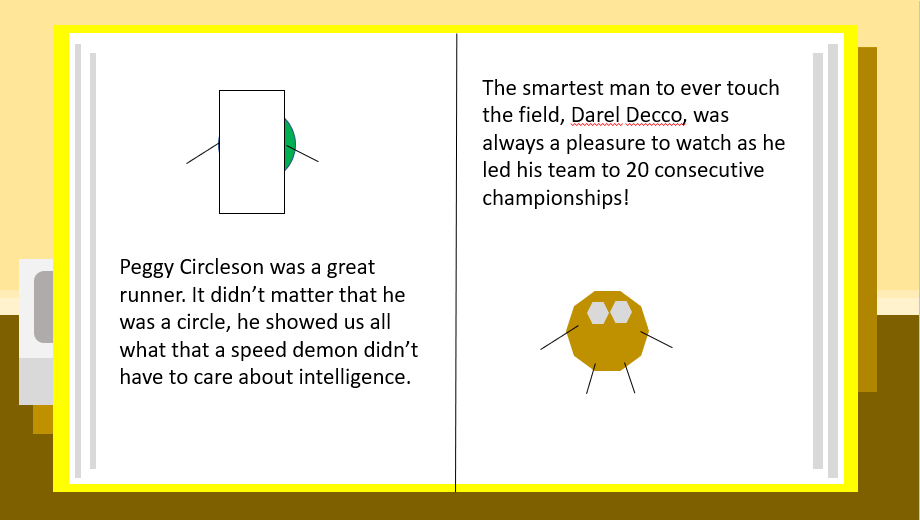 Peggy Circleson was a great
runner. It didn’t matter that he
was a circle, he showed us all
what that a speed demon didn’t
have to care about intelligence.
The smartest man to ever touch
the field, Darel Decco, was
always a pleasure to watch as he
led his team to 20 consecutive
championships!